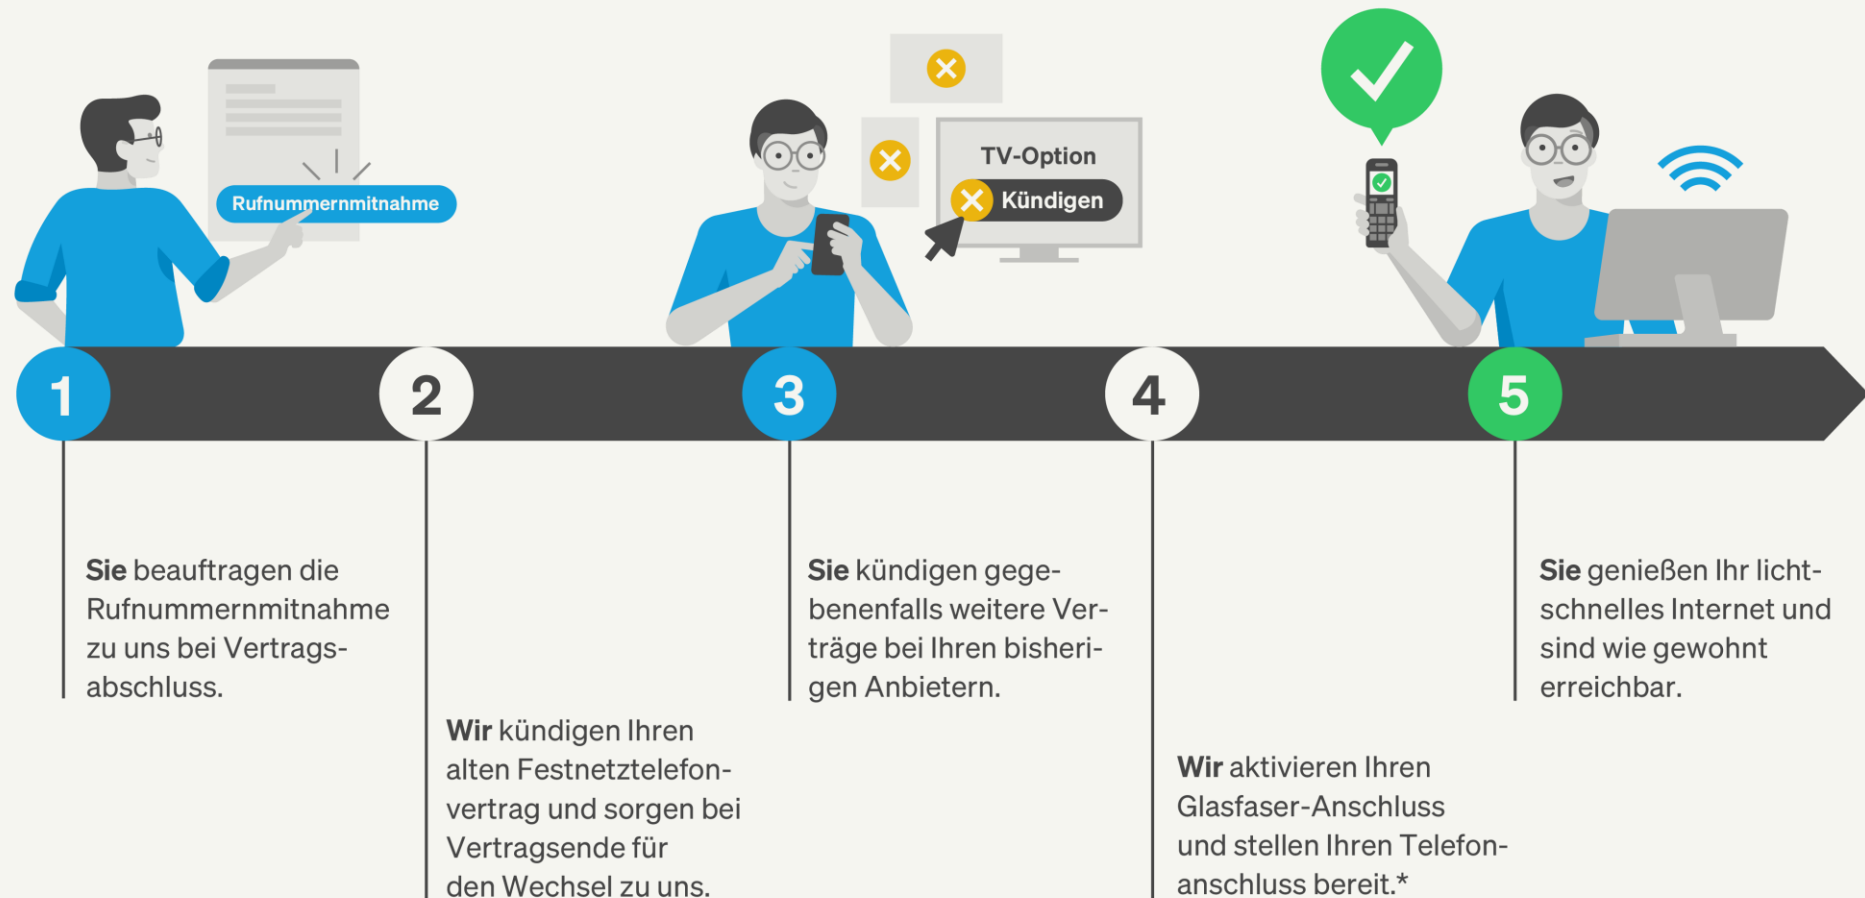 Rufnummernmitnahme
TV-Option
Kündigen
1
2
3
4
5
Sie beauftragen die
Rufnummernmitnahme
zu uns bei Vertrags-
abschluss.
Wir kündigen Ihren
alten Festnetztelefon-
vertrag und sorgen bei
Vertragsende für
den Wechsel zu uns.
Sie kündigen gege-
benenfalls weitere Ver-
träge bei Ihren bisheri-
gen Anbietern.
Wir aktivieren Ihren
Glasfaser-Anschluss
und stellen Ihren Telefon-
anschluss bereit.*
Sie genießen Ihr licht-
schnelles Internet und
sind wie gewohnt
erreichbar.